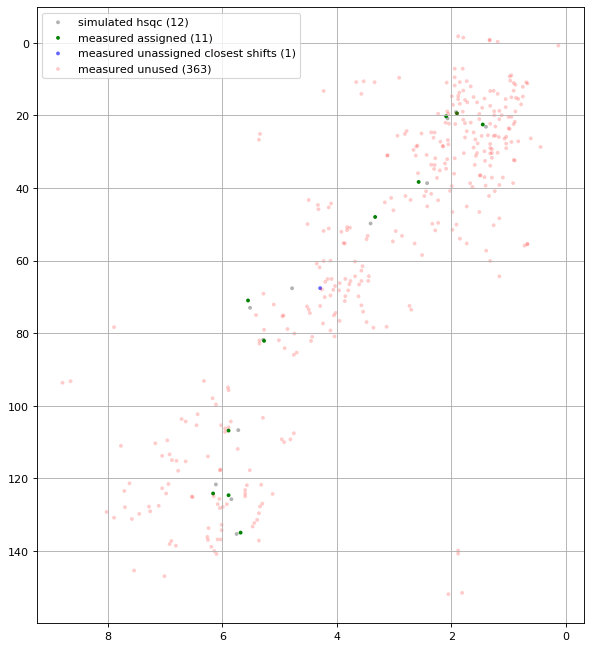 simulated hsqc (12)
measured assigned (11)
measured unassigned closest shifts (1)
measured unused (363)
0
20
40
60
80
100
120
140
8 6 4 2 0